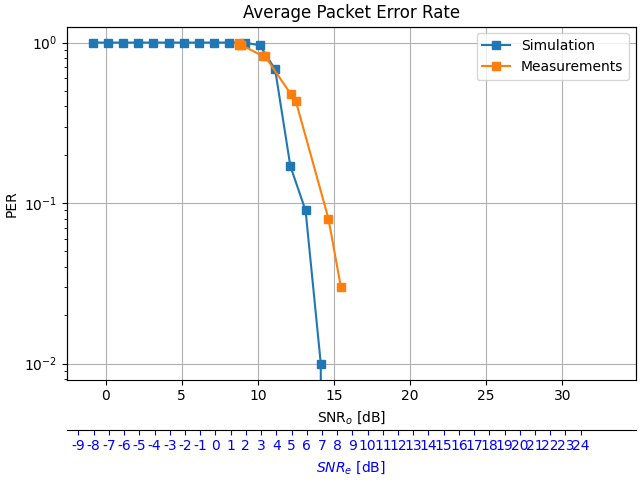 Average Packet Error Rate
Simulation
Measurements
10⁰
10⁻¹
10⁻²
PER
0 5 10 15 20 25 30
SNRₒ [dB]
-9 -8 -7 -6 -5 -4 -3 -2 -1 0 1 2 3 4 5 6 7 8 9 10 11 12 13 14 15 16 17 18 19 20 21 22 23 24
SNRₑ [dB]